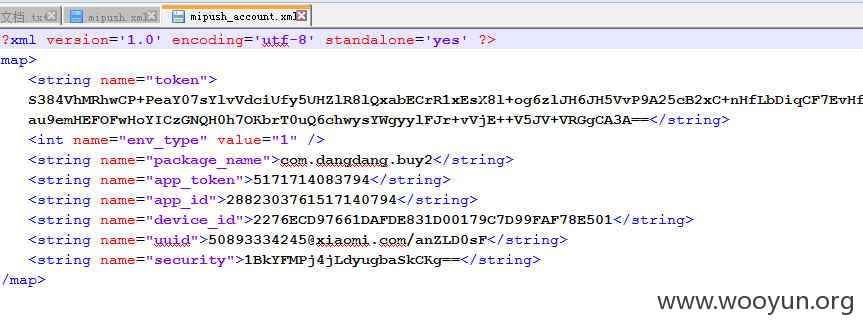 文档 txt mipush.xml mipush_account.xml
?xml version='1.0' encoding='utf-8' standalone='yes' ?>
map>
<string name="token">
S384VhMRhwCP+PeaY07sYlvVdciUfy5UHZlR8lQxabECrR1xEsX8l+og6zlJH6JH5VvP9A25cB2xC+nHfLbDiqCF7EvHf
au9emHEFOFwHoYICzGNQH0h7OKbrT0uQ6chwysYWgyylFJr+vVjE++V5JV+VRGgCA3A==</string>
<int name="env_type" value="1" />
<string name="package_name">com.dangdang.buy2</string>
<string name="app_token">5171714083794</string>
<string name="app_id">2882303761517140794</string>
<string name="device_id">2276ECD97661DAFDE831D00179C7D99FAF78E501</string>
<string name="uuid">50893334245@xiaomi.com/anZLD0sF</string>
<string name="security">1BkYFMPj4jLdyugbaSkCKg==</string>
/map>
www.wooyun.org